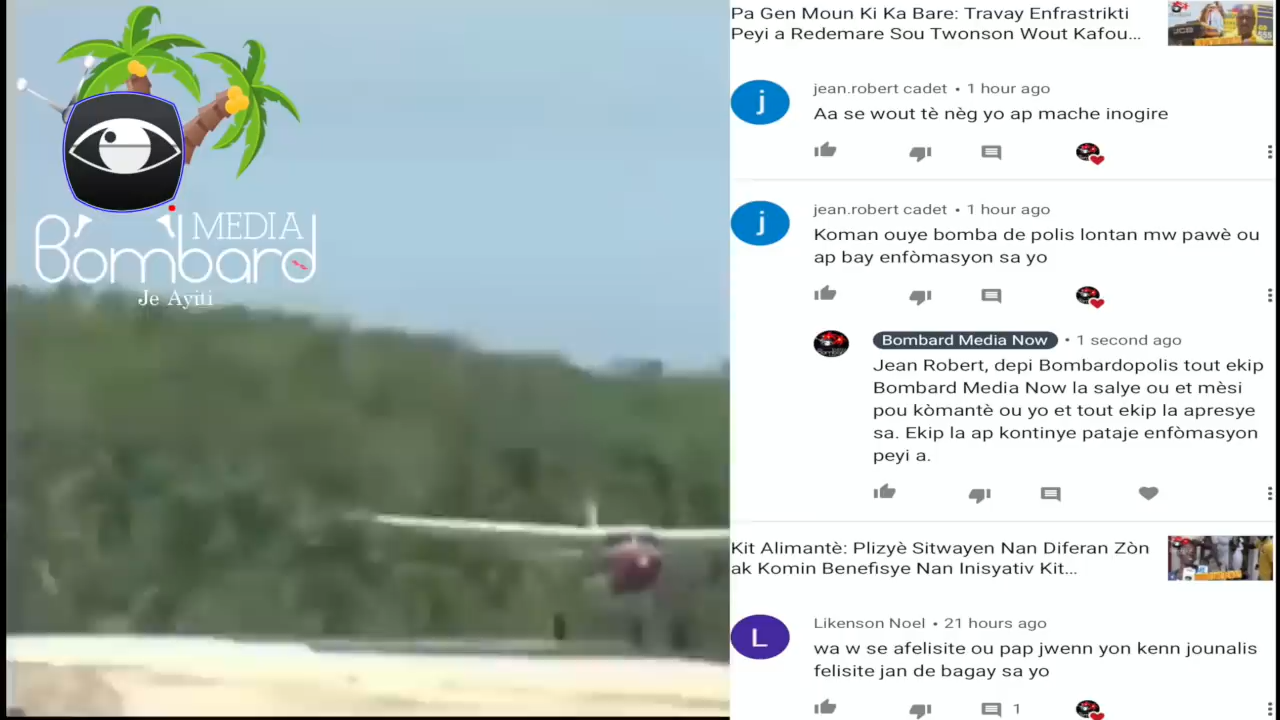 MEDIA
Bombard
Je Ayiti
Pa Gen Moun Ki Ka Bare: Travay Enfrastrikti
Peyi a Redemare Sou Twonson Wout Kafou...
jean.robert cadet • 1 hour ago
Aa se wout tè nèg yo ap mache inogire
jean.robert cadet • 1 hour ago
Koman ouye bomba de polis lontan mw pawè ou
ap bay enfòmasyon sa yo
Bombard Media Now • 1 second ago
Jean Robert, depi Bombardopolis tout ekip
Bombard Media Now la salye ou et mèsi
pou kòmantè ou yo et tout ekip la apresye
sa. Ekip la ap kontinye pataje enfòmasyon
peyi a.
Kit Alimantè: Plizyè Sitwayen Nan Diferan Zòn
ak Komin Benefisye Nan Inisyativ Kit...
Likenson Noel • 21 hours ago
wa w se afelisite ou pap jwenn yon kenn jounalis
felisite jan de bagay sa yo
1